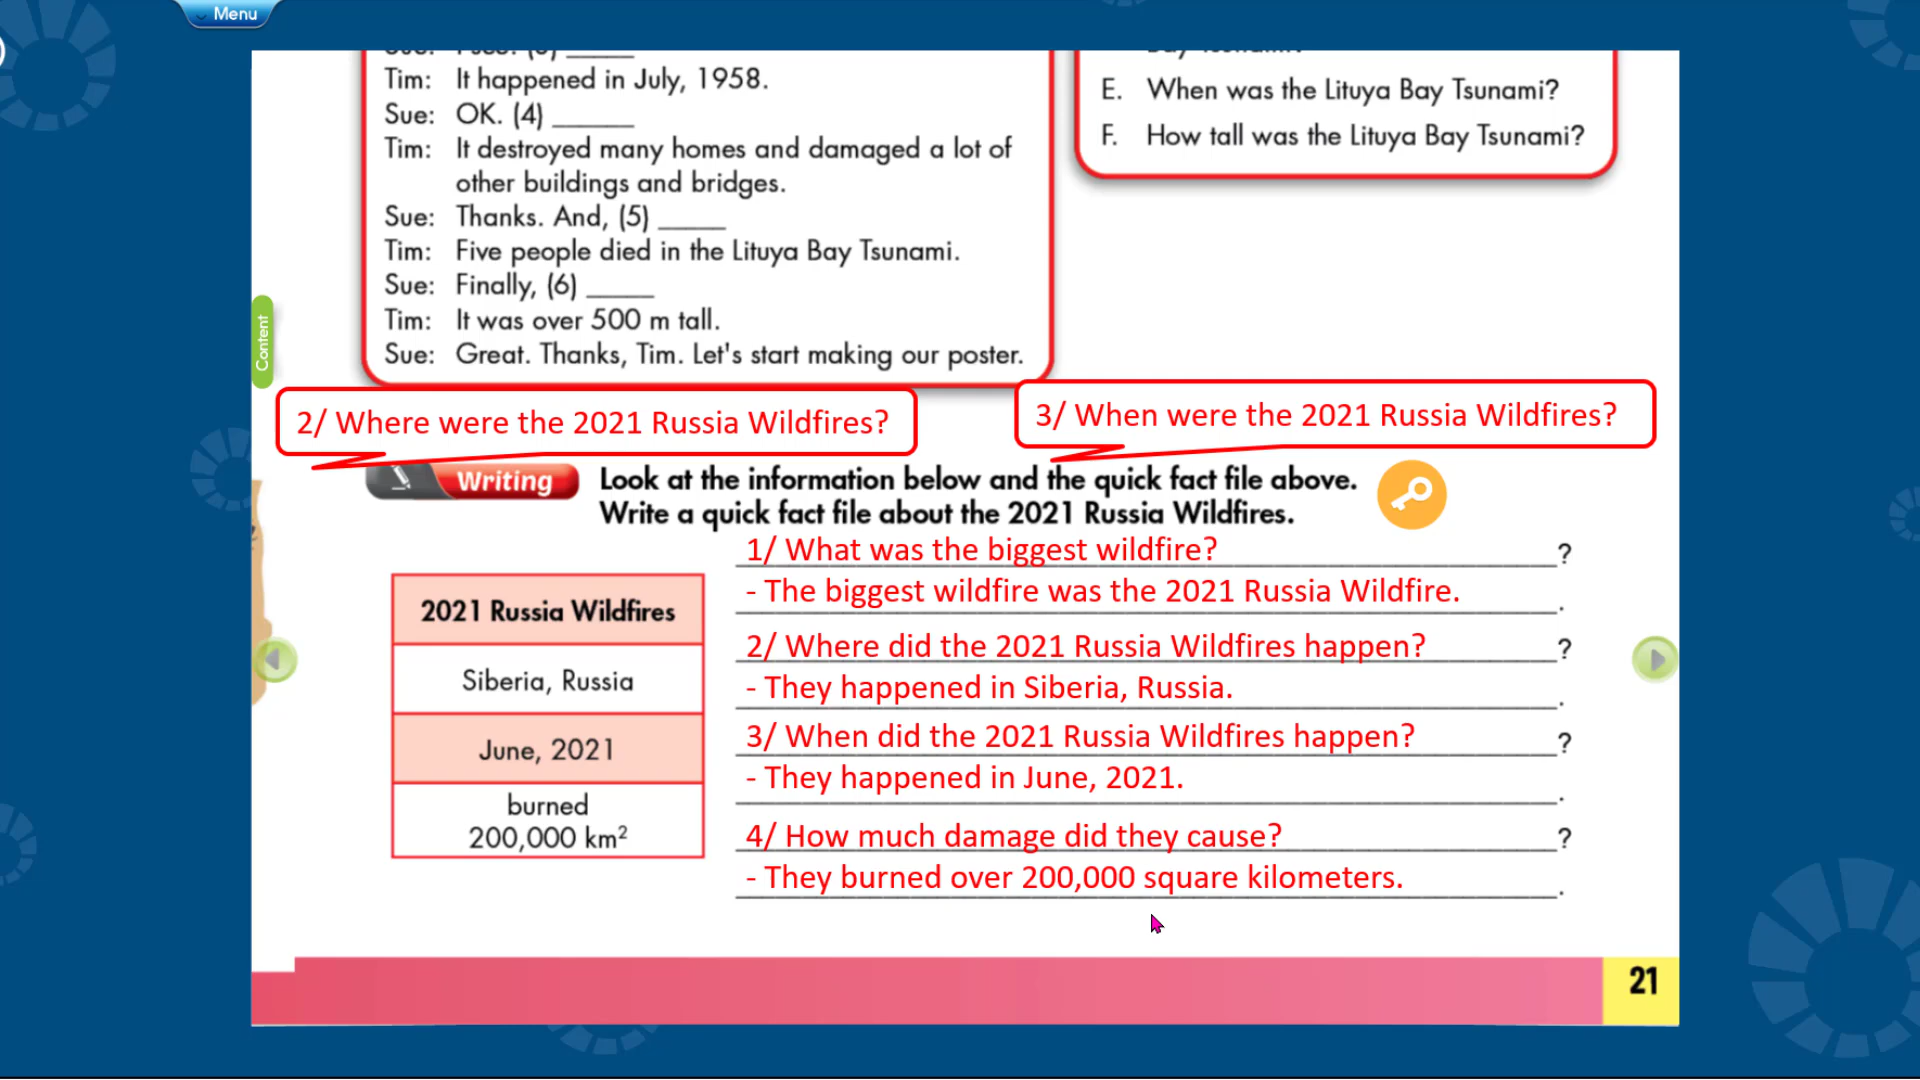 Menu
Tim: It happened in July, 1958.
Sue: OK. (4) ______
Tim: It destroyed many homes and damaged a lot of
other buildings and bridges.
Sue: Thanks. And, (5) _____
Tim: Five people died in the Lituya Bay Tsunami.
Sue: Finally, (6) _____
Tim: It was over 500 m tall.
Sue: Great. Thanks, Tim. Let's start making our poster.
E. When was the Lituya Bay Tsunami?
F. How tall was the Lituya Bay Tsunami?
Content
2/ Where were the 2021 Russia Wildfires?
3/ When were the 2021 Russia Wildfires?
Writing
Look at the information below and the quick fact file above.
Write a quick fact file about the 2021 Russia Wildfires.
2021 Russia Wildfires
Siberia, Russia
June, 2021
burned
200,000 km²
1/ What was the biggest wildfire? ?
- The biggest wildfire was the 2021 Russia Wildfire. .
2/ Where did the 2021 Russia Wildfires happen? ?
- They happened in Siberia, Russia. .
3/ When did the 2021 Russia Wildfires happen? ?
- They happened in June, 2021. .
4/ How much damage did they cause? ?
- They burned over 200,000 square kilometers. .
21